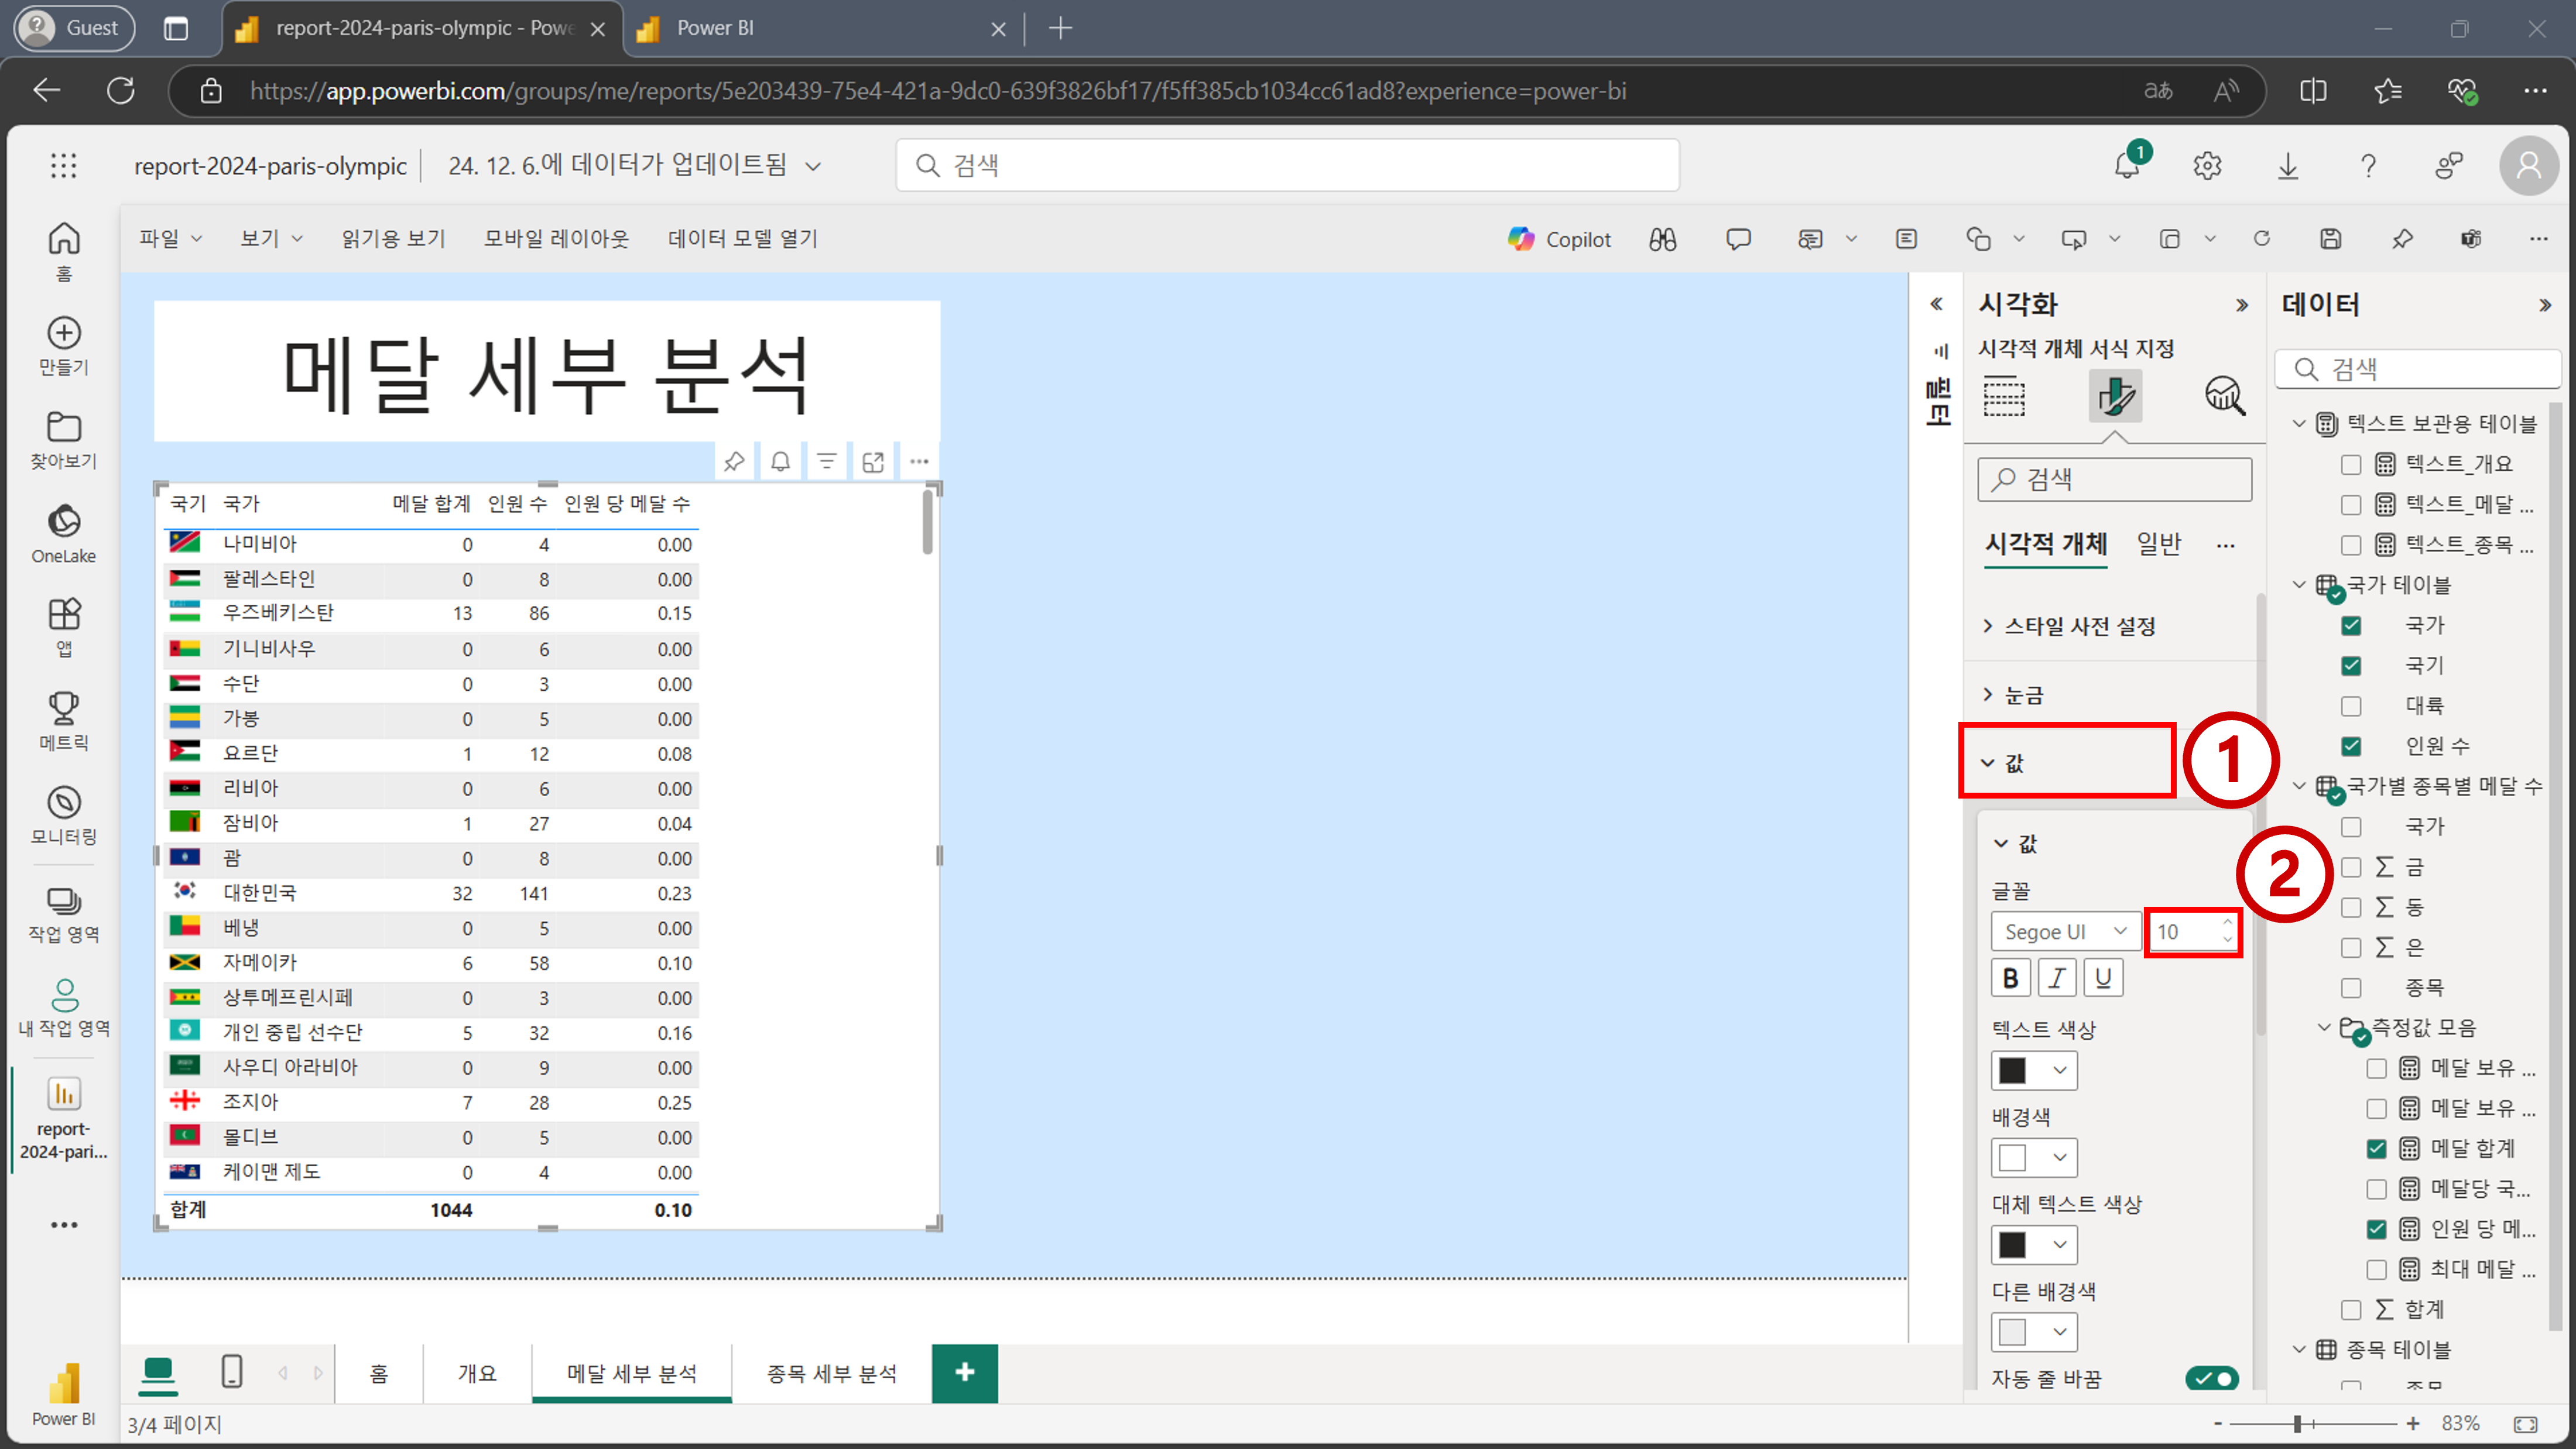 Guest
report-2024-paris-olympic - Powe
Power BI
https://app.powerbi.com/groups/me/reports/5e203439-75e4-421a-9dc0-639f3826bf17/f5ff385cb1034cc61ad8?experience=power-bi
report-2024-paris-olympic
24. 12. 6.에 데이터가 업데이트됨
검색
1
파일
보기
읽기용 보기
모바일 레이아웃
데이터 모델 열기
Copilot
홈
만들기
찾아보기
OneLake
앱
메트릭
모니터링
작업 영역
내 작업 영역
report-
2024-pari...
Power BI
메달 세부 분석
국기 국가 메달 합계 인원 수 인원 당 메달 수
나미비아 0 4 0.00
팔레스타인 0 8 0.00
우즈베키스탄 13 86 0.15
기니비사우 0 6 0.00
수단 0 3 0.00
가봉 0 5 0.00
요르단 1 12 0.08
리비아 0 6 0.00
잠비아 1 27 0.04
괌 0 8 0.00
대한민국 32 141 0.23
베냉 0 5 0.00
자메이카 6 58 0.10
상투메프린시페 0 3 0.00
개인 중립 선수단 5 32 0.16
사우디 아라비아 0 9 0.00
조지아 7 28 0.25
몰디브 0 5 0.00
케이맨 제도 0 4 0.00
합계 1044 0.10
필터
시각화
시각적 개체 서식 지정
검색
시각적 개체
일반
...
스타일 사전 설정
눈금
값
1
값
2
글꼴
Segoe UI
10
B I U
텍스트 색상
배경색
대체 텍스트 색상
다른 배경색
자동 줄 바꿈
데이터
검색
텍스트 보관용 테이블
텍스트_개요
텍스트_메달 ...
텍스트_종목 ...
국가 테이블
국가
국기
대륙
인원 수
국가별 종목별 메달 수
국가
∑ 금
∑ 동
∑ 은
종목
측정값 모음
메달 보유 ...
메달 보유 ...
메달 합계
메달당 국...
인원 당 메...
최대 메달 ...
∑ 합계
종목 테이블
홈
개요
메달 세부 분석
종목 세부 분석
+
3/4 페이지
- + 83%